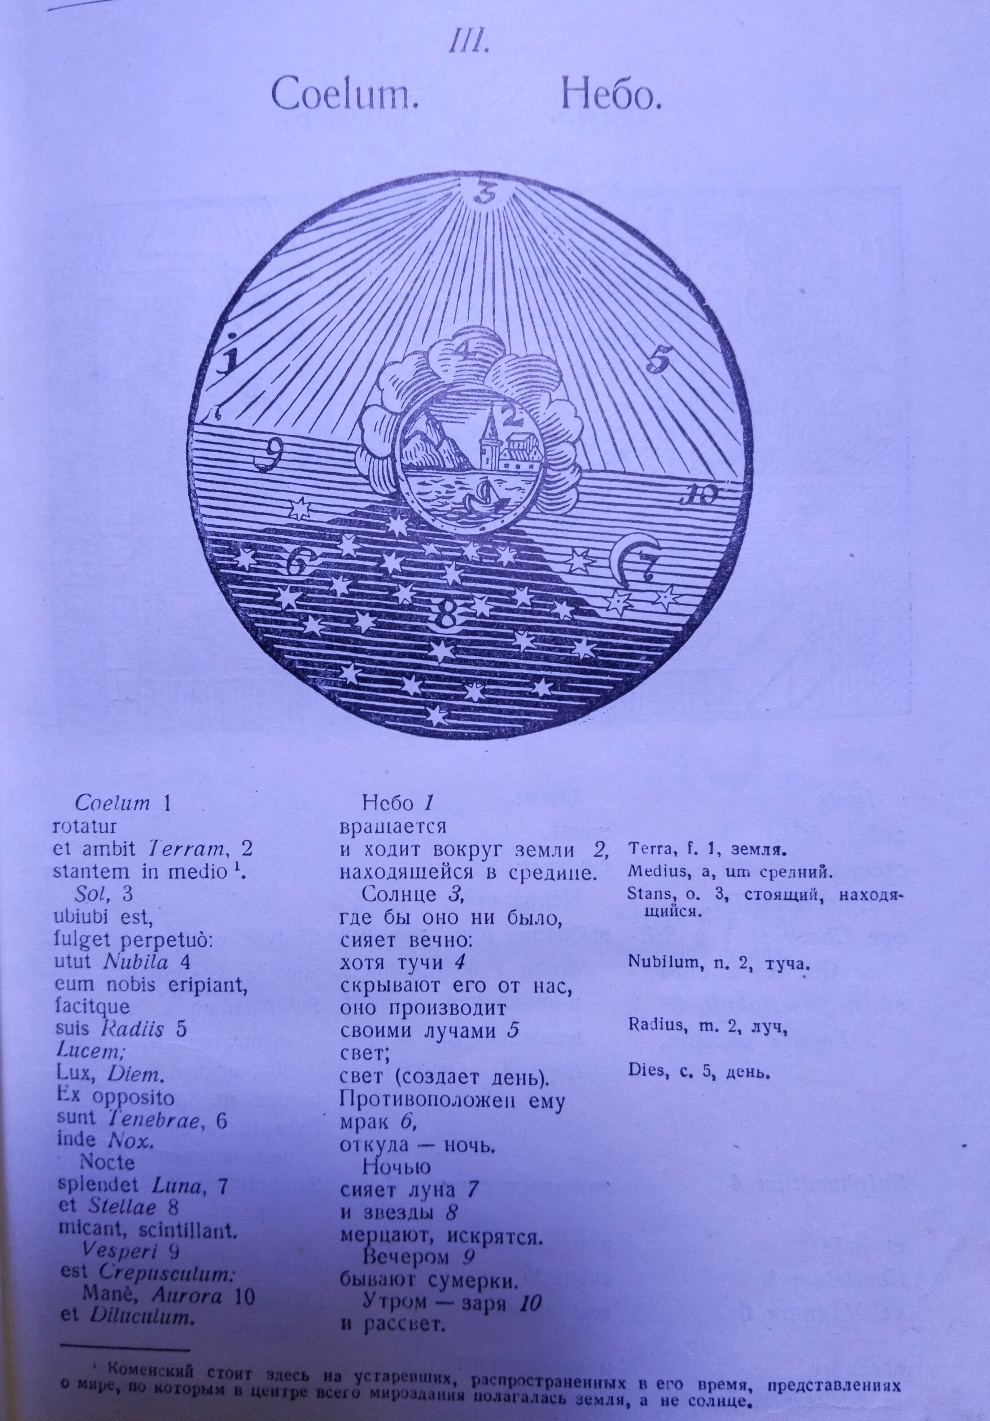 III.
Coelum. Небо.
3
1
4
5
2
9
10
6
7
8
Coelum 1
rotatur
et ambit Terram, 2
stantem in medio ¹.
Sol, 3
ubiubi est,
fulget perpetuò:
utut Nubila 4
eum nobis eripiant,
facitque
suis Radiis 5
Lucem;
Lux, Diem.
Ex opposito
sunt Tenebrae, 6
inde Nox.
Nocte
splendet Luna, 7
et Stellae 8
micant, scintillant.
Vesperi 9
est Crepusculum:
Manè, Aurora 10
et Diluculum.
Небо 1
вращается
и ходит вокруг земли 2,
находящейся в средине.
Солнце 3,
где бы оно ни было,
сияет вечно:
хотя тучи 4
скрывают его от нас,
оно производит
своими лучами 5
свет;
свет (создает день).
Противоположен ему
мрак 6,
откуда — ночь.
Ночью
сияет луна 7
и звезды 8
мерцают, искрятся.
Вечером 9
бывают сумерки.
Утром — заря 10
и рассвет.
Terra, f. 1, земля.
Medius, a, um средний.
Stans, o. 3, стоящий, находя-
щийся.
Nubilum, n. 2, туча.
Radius, m. 2, луч,
Dies, c. 5, день.
¹ Коменский стоит здесь на устаревших, распространенных в его время, представлениях
о мире, по которым в центре всего мироздания полагалась земля, а не солнце.